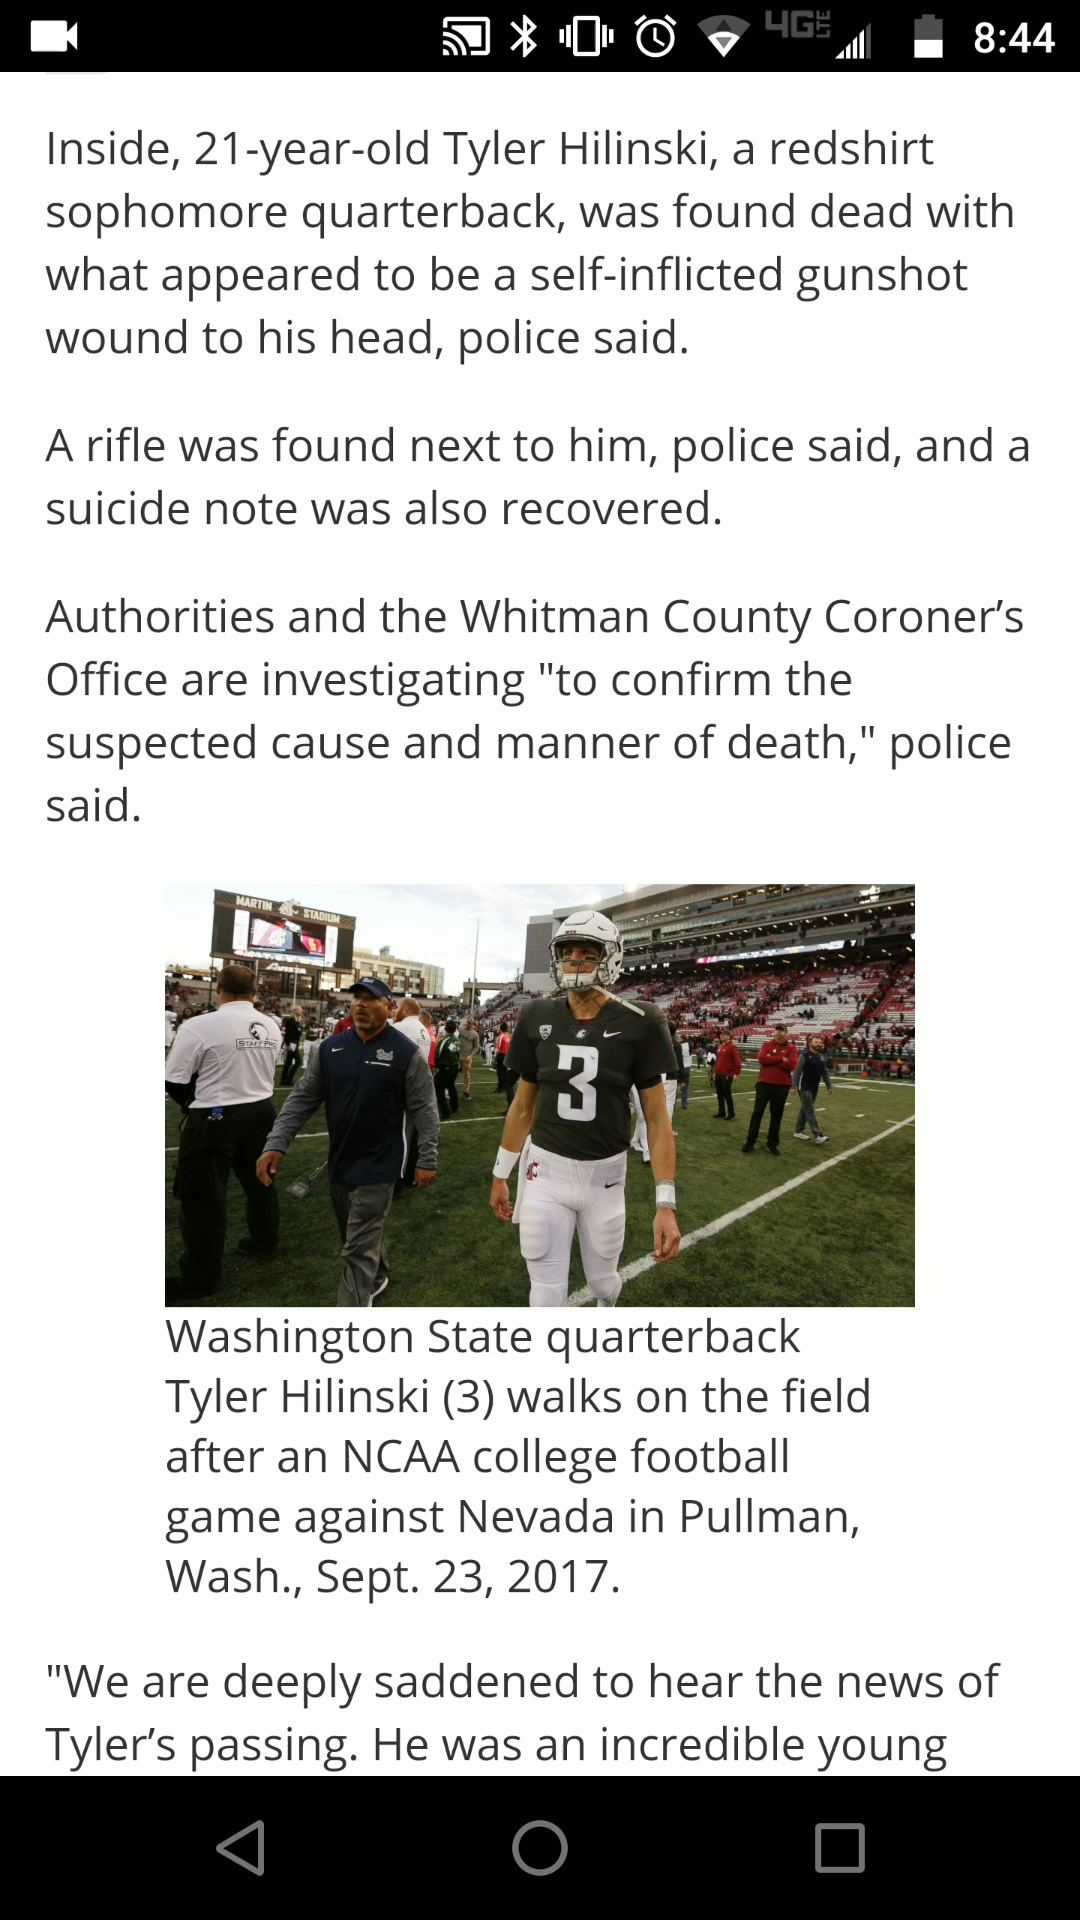 4G LTE 8:44
Inside, 21-year-old Tyler Hilinski, a redshirt
sophomore quarterback, was found dead with
what appeared to be a self-inflicted gunshot
wound to his head, police said.
A rifle was found next to him, police said, and a
suicide note was also recovered.
Authorities and the Whitman County Coroner’s
Office are investigating "to confirm the
suspected cause and manner of death," police
said.
MARTIN STADIUM
STAFF PRO
3
Washington State quarterback
Tyler Hilinski (3) walks on the field
after an NCAA college football
game against Nevada in Pullman,
Wash., Sept. 23, 2017.
"We are deeply saddened to hear the news of
Tyler’s passing. He was an incredible young